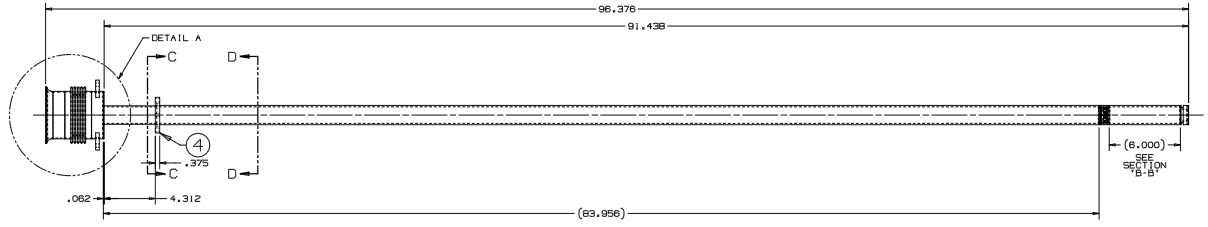 96.376
91.438
DETAIL A
C
D
4
.375
(6.000)
SEE
SECTION
"B-B"
C
D
.062
4.312
(83.956)